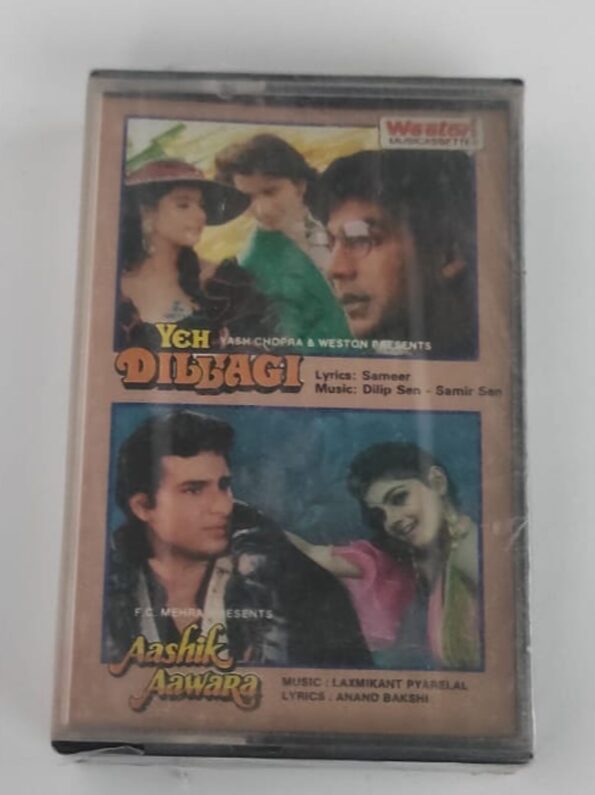 Weston
MUSICASSETTE
YEH
YASH CHOPRA & WESTON PRESENTS
DILLAGI
Lyrics: Sameer
Music: Dilip Sen - Samir Sen
F.C. MEHRA PRESENTS
Aashik
Aawara
MUSIC : LAXMIKANT PYARELAL
LYRICS : ANAND BAKSHI